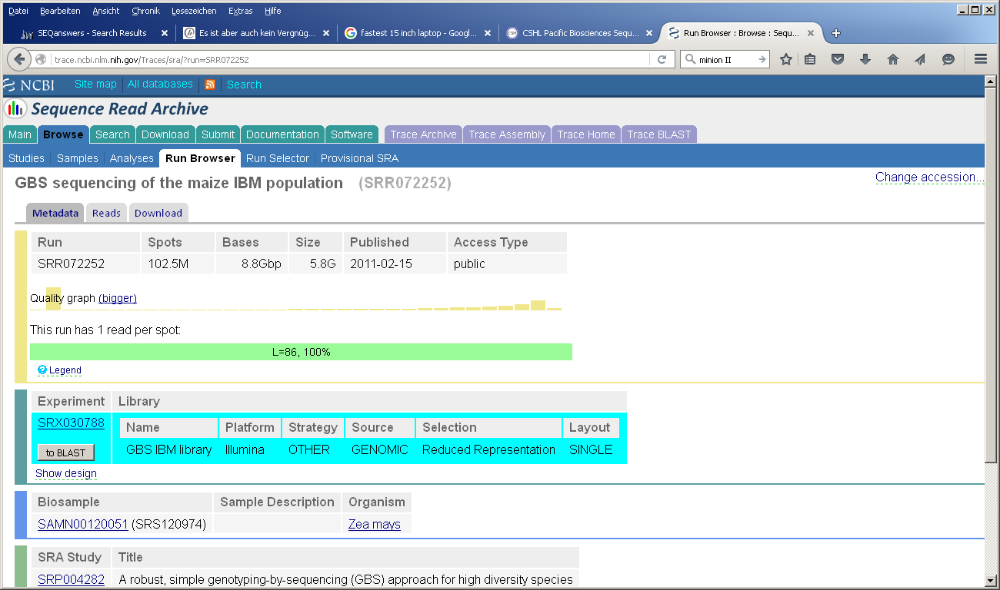 Datei Bearbeiten Ansicht Chronik Lesezeichen Extras Hilfe
SEQanswers - Search Results Es ist aber auch kein Vergnüg... fastest 15 inch laptop - Googl... CSHL Pacific Biosciences Sequ... Run Browser : Browse : Sequ...
trace.ncbi.nlm.nih.gov/Traces/sra/?run=SRR072252 minion II
NCBI Site map All databases Search
Sequence Read Archive
Main Browse Search Download Submit Documentation Software Trace Archive Trace Assembly Trace Home Trace BLAST
Studies Samples Analyses Run Browser Run Selector Provisional SRA
GBS sequencing of the maize IBM population (SRR072252) Change accession...
Metadata Reads Download
Run Spots Bases Size Published Access Type
SRR072252 102.5M 8.8Gbp 5.8G 2011-02-15 public
Quality graph (bigger)
This run has 1 read per spot:
L=86, 100%
? Legend
Experiment Library
SRX030788 Name Platform Strategy Source Selection Layout
to BLAST GBS IBM library Illumina OTHER GENOMIC Reduced Representation SINGLE
Show design
Biosample Sample Description Organism
SAMN00120051 (SRS120974) Zea mays
SRA Study Title
SRP004282 A robust, simple genotyping-by-sequencing (GBS) approach for high diversity species